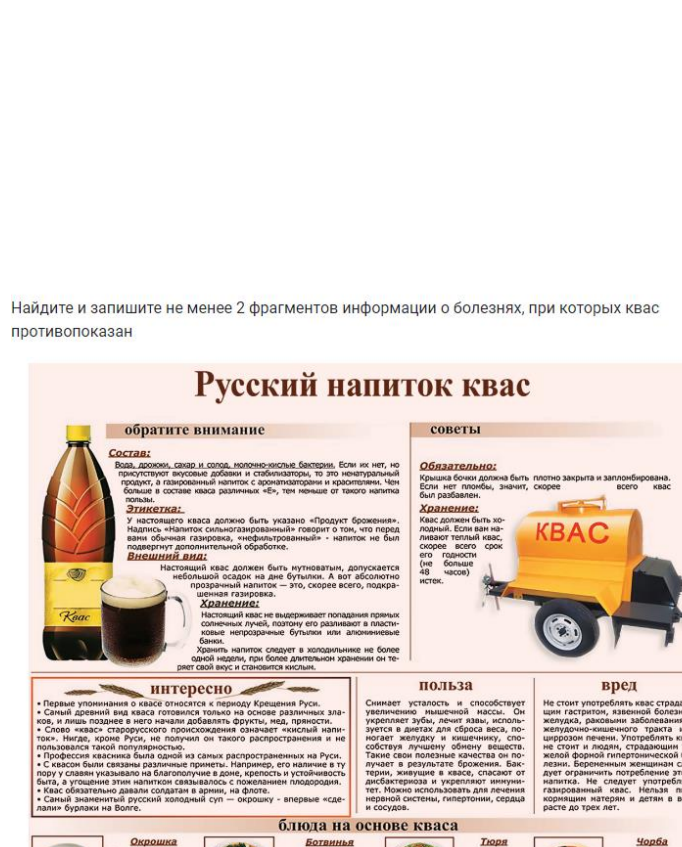 Найдите и запишите не менее 2 фрагментов информации о болезнях, при которых квас
противопоказан
Русский напиток квас
обратите внимание
Состав:
Вода, дрожжи, сахар и солод, молочно-кислые бактерии. Если их нет, но
присутствуют вкусовые добавки и стабилизаторы, то это ненатуральный
продукт, а газированный напиток с ароматизаторами и красителями. Чем
больше в составе кваса различных «Е», тем меньше от такого напитка
пользы.
Этикетка:
У настоящего кваса должно быть указано «Продукт брожения».
Надпись «Напиток сильногазированный» говорит о том, что перед
вами обычная газировка, «нефильтрованный» - напиток не был
подвергнут дополнительной обработке.
Внешний вид:
Настоящий квас должен быть мутноватым, допускается
небольшой осадок на дне бутылки. А вот абсолютно
прозрачный напиток — это, скорее всего, подкра-
шенная газировка.
Хранение:
Настоящий квас не выдерживает попадания прямых
солнечных лучей, поэтому его разливают в пласти-
ковые непрозрачные бутылки или алюминиевые
банки.
Хранить напиток следует в холодильнике не более
одной недели, при более длительном хранении он те-
ряет свой вкус и становится кислым.
Квас
советы
Обязательно:
Крышка бочки должна быть плотно закрыта и запломбирована.
Если нет пломбы, значит, скорее всего квас
был разбавлен.
Хранение:
Квас должен быть хо-
лодный. Если вам на-
ливают теплый квас,
скорее всего срок
его годности
(не больше
48 часов)
истек.
КВАС
интересно
• Первые упоминания о квасе относятся к периоду Крещения Руси.
• Самый древний вид кваса готовился только на основе различных зла-
ков, и лишь позднее в него начали добавлять фрукты, мед, пряности.
• Слово «квас» старорусского происхождения означает «кислый напи-
ток». Нигде, кроме Руси, не получил он такого распространения и не
пользовался такой популярностью.
• Профессия квасника была одной из самых распространенных на Руси.
• С квасом были связаны различные приметы. Например, его наличие в ту
пору у славян указывало на благополучие в доме, крепость и устойчивость
быта, а угощение этим напитком связывалось с пожеланием плодородия.
• Квас обязательно давали солдатам в армии, на флоте.
• Самый знаменитый русский холодный суп — окрошку - впервые «сде-
лали» бурлаки на Волге.
польза
Снимает усталость и способствует
увеличению мышечной массы. Он
укрепляет зубы, лечит язвы, исполь-
зуется в диетах для сброса веса, по-
могает желудку и кишечнику, спо-
собствуя лучшему обмену веществ.
Такие свои полезные качества он по-
лучает в результате брожения. Бак-
терии, живущие в квасе, спасают от
дисбактериоза и укрепляют иммуни-
тет. Можно использовать для лечения
нервной системы, гипертонии, сердца
и сосудов.
вред
Не стоит употреблять квас страда
щим гастритом, язвенной болезн
желудка, раковыми заболевания
желудочно-кишечного тракта и
циррозом печени. Употреблять к
не стоит и людям, страдающим
желой формой гипертонической
лезни. Беременным женщинам с
дует ограничить потребление эт
напитка. Не следует употребл
газированный квас. Нельзя п
кормящим матерям и детям в в
расте до трех лет.
блюда на основе кваса
Окрошка
Ботвинья
Тюря
Чорба